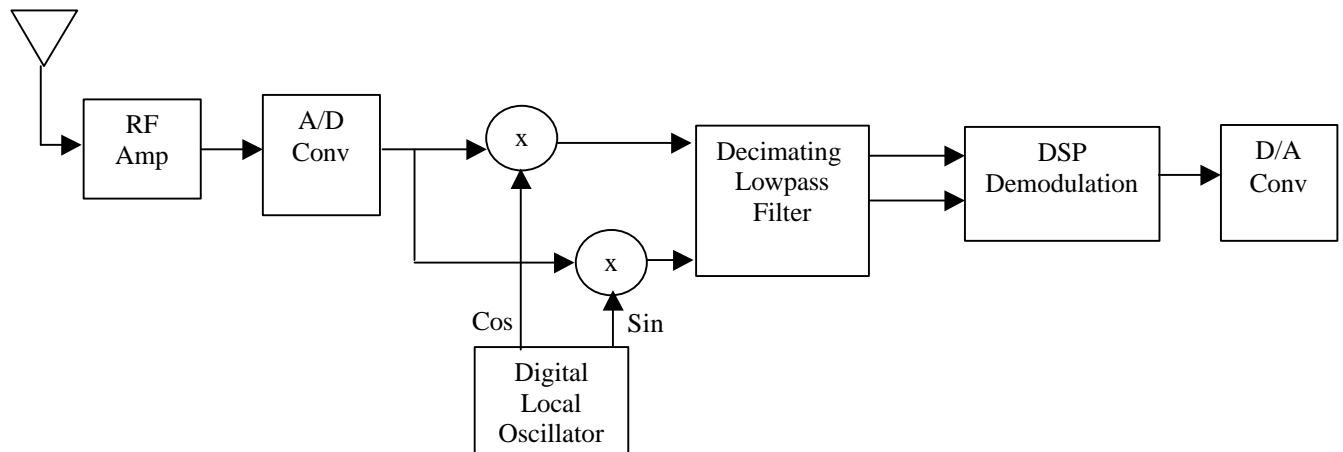 RF
Amp
A/D
Conv
x
Decimating
Lowpass
Filter
DSP
Demodulation
D/A
Conv
x
Cos
Sin
Digital
Local
Oscillator